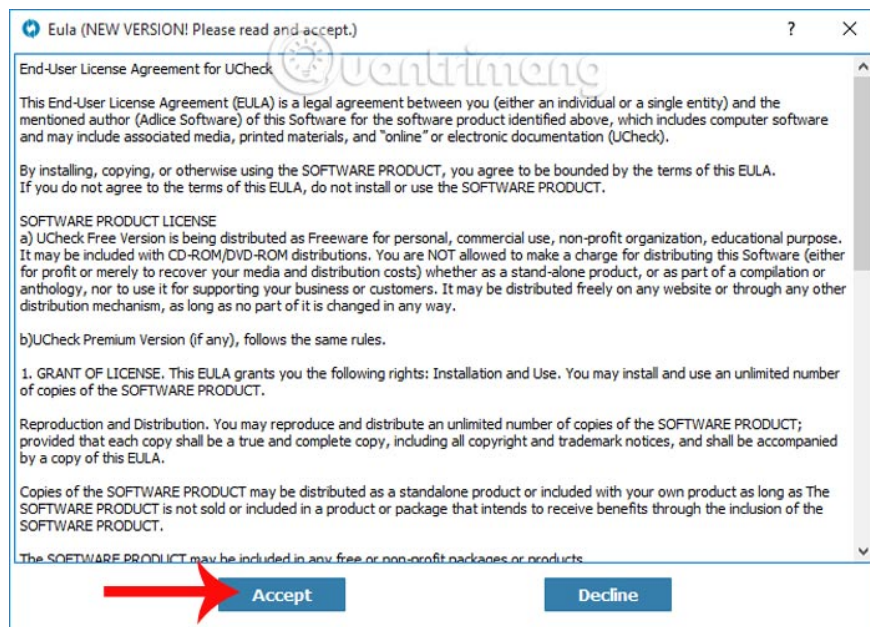 Eula (NEW VERSION! Please read and accept.)
?
Quantrimang
End-User License Agreement for UCheck
This End-User License Agreement (EULA) is a legal agreement between you (either an individual or a single entity) and the
mentioned author (Adlice Software) of this Software for the software product identified above, which includes computer software
and may include associated media, printed materials, and “online” or electronic documentation (UCheck).
By installing, copying, or otherwise using the SOFTWARE PRODUCT, you agree to be bounded by the terms of this EULA.
If you do not agree to the terms of this EULA, do not install or use the SOFTWARE PRODUCT.
SOFTWARE PRODUCT LICENSE
a) UCheck Free Version is being distributed as Freeware for personal, commercial use, non-profit organization, educational purpose.
It may be included with CD-ROM/DVD-ROM distributions. You are NOT allowed to make a charge for distributing this Software (either
for profit or merely to recover your media and distribution costs) whether as a stand-alone product, or as part of a compilation or
anthology, nor to use it for supporting your business or customers. It may be distributed freely on any website or through any other
distribution mechanism, as long as no part of it is changed in any way.
b)UCheck Premium Version (if any), follows the same rules.
1. GRANT OF LICENSE. This EULA grants you the following rights: Installation and Use. You may install and use an unlimited number
of copies of the SOFTWARE PRODUCT.
Reproduction and Distribution. You may reproduce and distribute an unlimited number of copies of the SOFTWARE PRODUCT;
provided that each copy shall be a true and complete copy, including all copyright and trademark notices, and shall be accompanied
by a copy of this EULA.
Copies of the SOFTWARE PRODUCT may be distributed as a standalone product or included with your own product as long as The
SOFTWARE PRODUCT is not sold or included in a product or package that intends to receive benefits through the inclusion of the
SOFTWARE PRODUCT.
The SOFTWARE PRODUCT may be included in any free or non-profit packages or products.
Accept
Decline